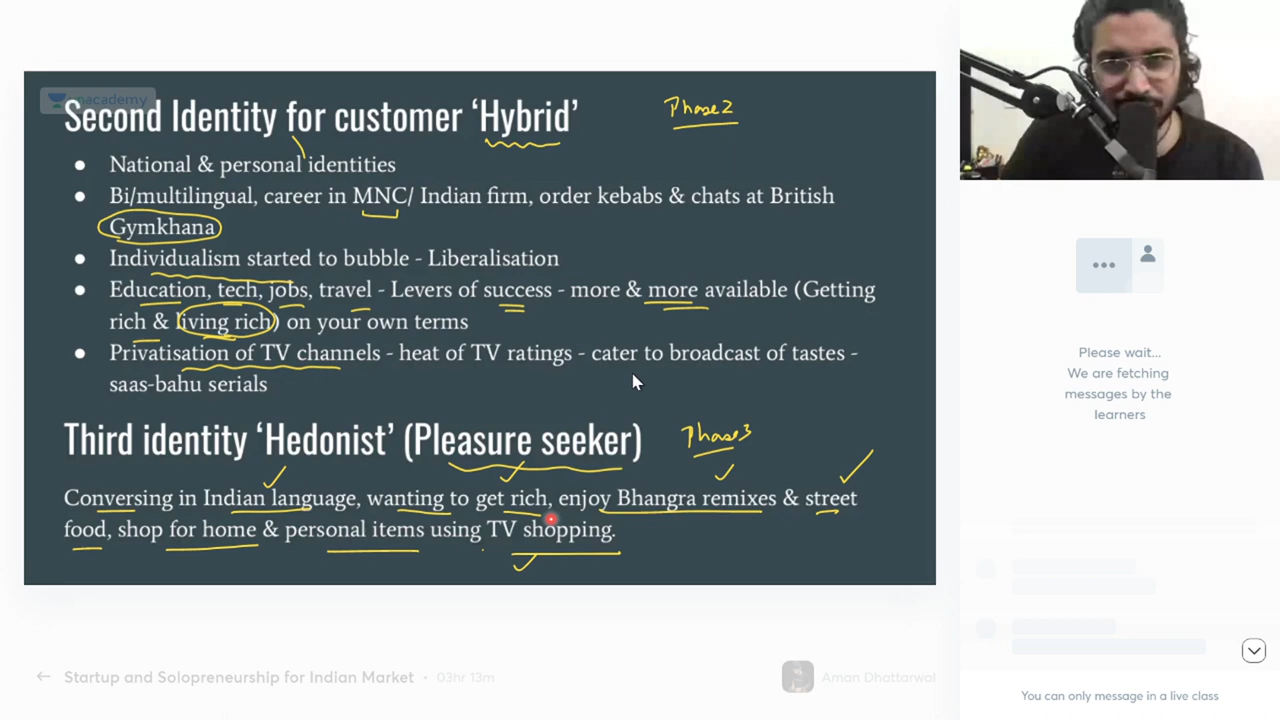 unacademy
Second Identity for customer ‘Hybrid’
Phase 2
● National & personal identities
● Bi/multilingual, career in MNC/ Indian firm, order kebabs & chats at British
Gymkhana
● Individualism started to bubble - Liberalisation
● Education, tech, jobs, travel - Levers of success - more & more available (Getting
rich & living rich) on your own terms
● Privatisation of TV channels - heat of TV ratings - cater to broadcast of tastes -
saas-bahu serials
Third identity ‘Hedonist’ (Pleasure seeker)
Phase 3
Conversing in Indian language, wanting to get rich, enjoy Bhangra remixes & street
food, shop for home & personal items using TV shopping.
Please wait...
We are fetching
messages by the
learners
Startup and Solopreneurship for Indian Market • 03hr 13m
Aman Dhattarwal
You can only message in a live class